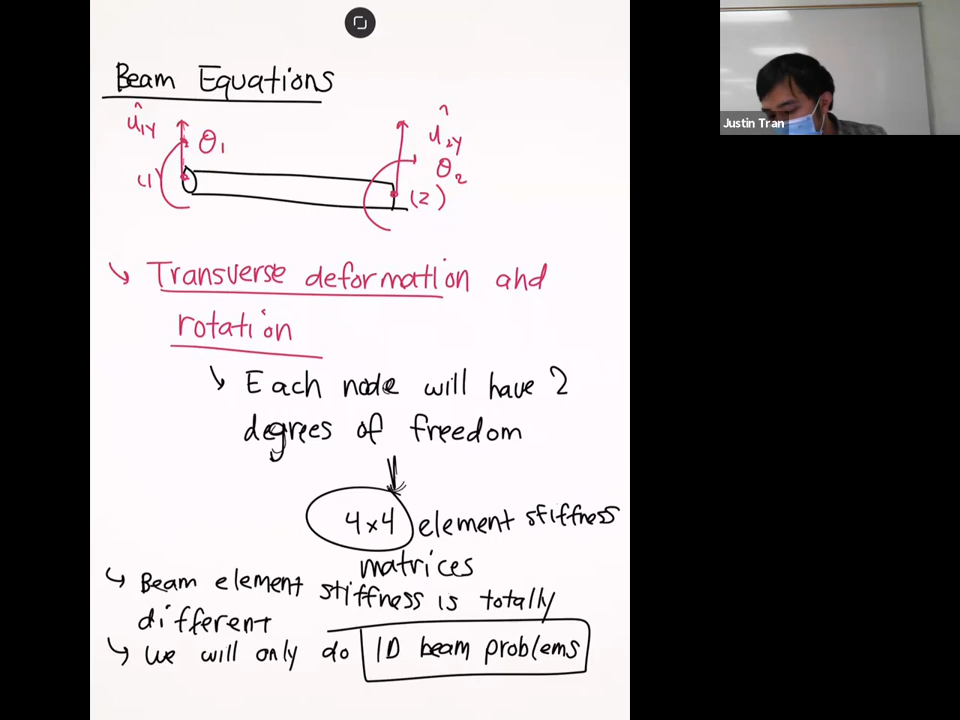 Beam Equations
û1Y θ1 û2Y
θ2
(1) (2)
↳ Transverse deformation and
rotation
↳ Each node will have 2
degrees of freedom
4×4 element stiffness
matrices
↳ Beam element stiffness is totally
different
↳ We will only do 1D beam problems
Justin Tran